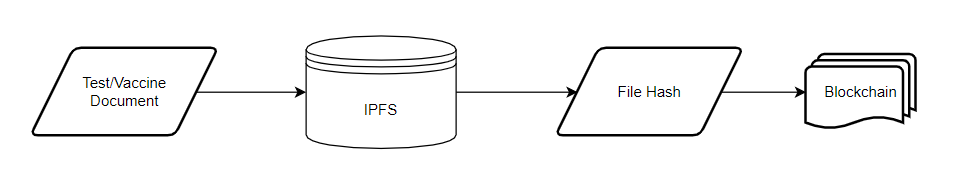 Test/Vaccine
Document
IPFS
File Hash
Blockchain